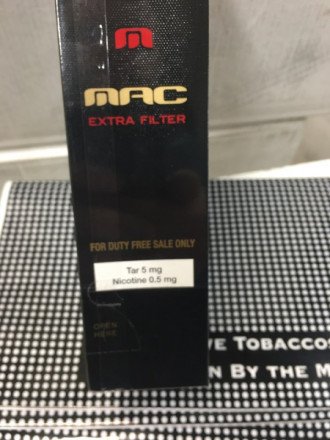 MAC
EXTRA FILTER
FOR DUTY FREE SALE ONLY
Tar 5 mg
Nicotine 0,5 mg
OPEN
HERE
VE TOBACCOS
N BY THE M